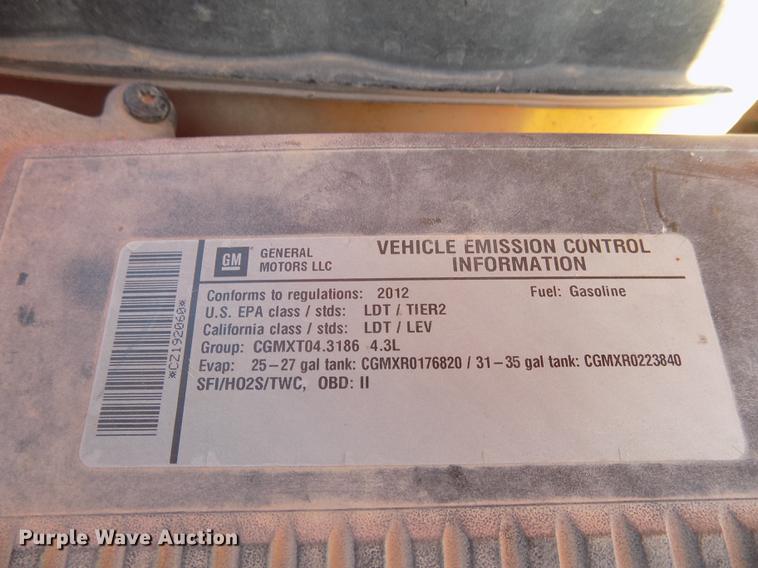 GM
GENERAL
MOTORS LLC
VEHICLE EMISSION CONTROL
INFORMATION
Conforms to regulations: 2012 Fuel: Gasoline
U.S. EPA class / stds: LDT / TIER2
California class / stds: LDT / LEV
Group: CGMXT04.3186 4.3L
Evap: 25-27 gal tank: CGMXR0176820 / 31-35 gal tank: CGMXR0223840
SFI/HO2S/TWC, OBD: II
*CZ192060*
Purple Wave Auction